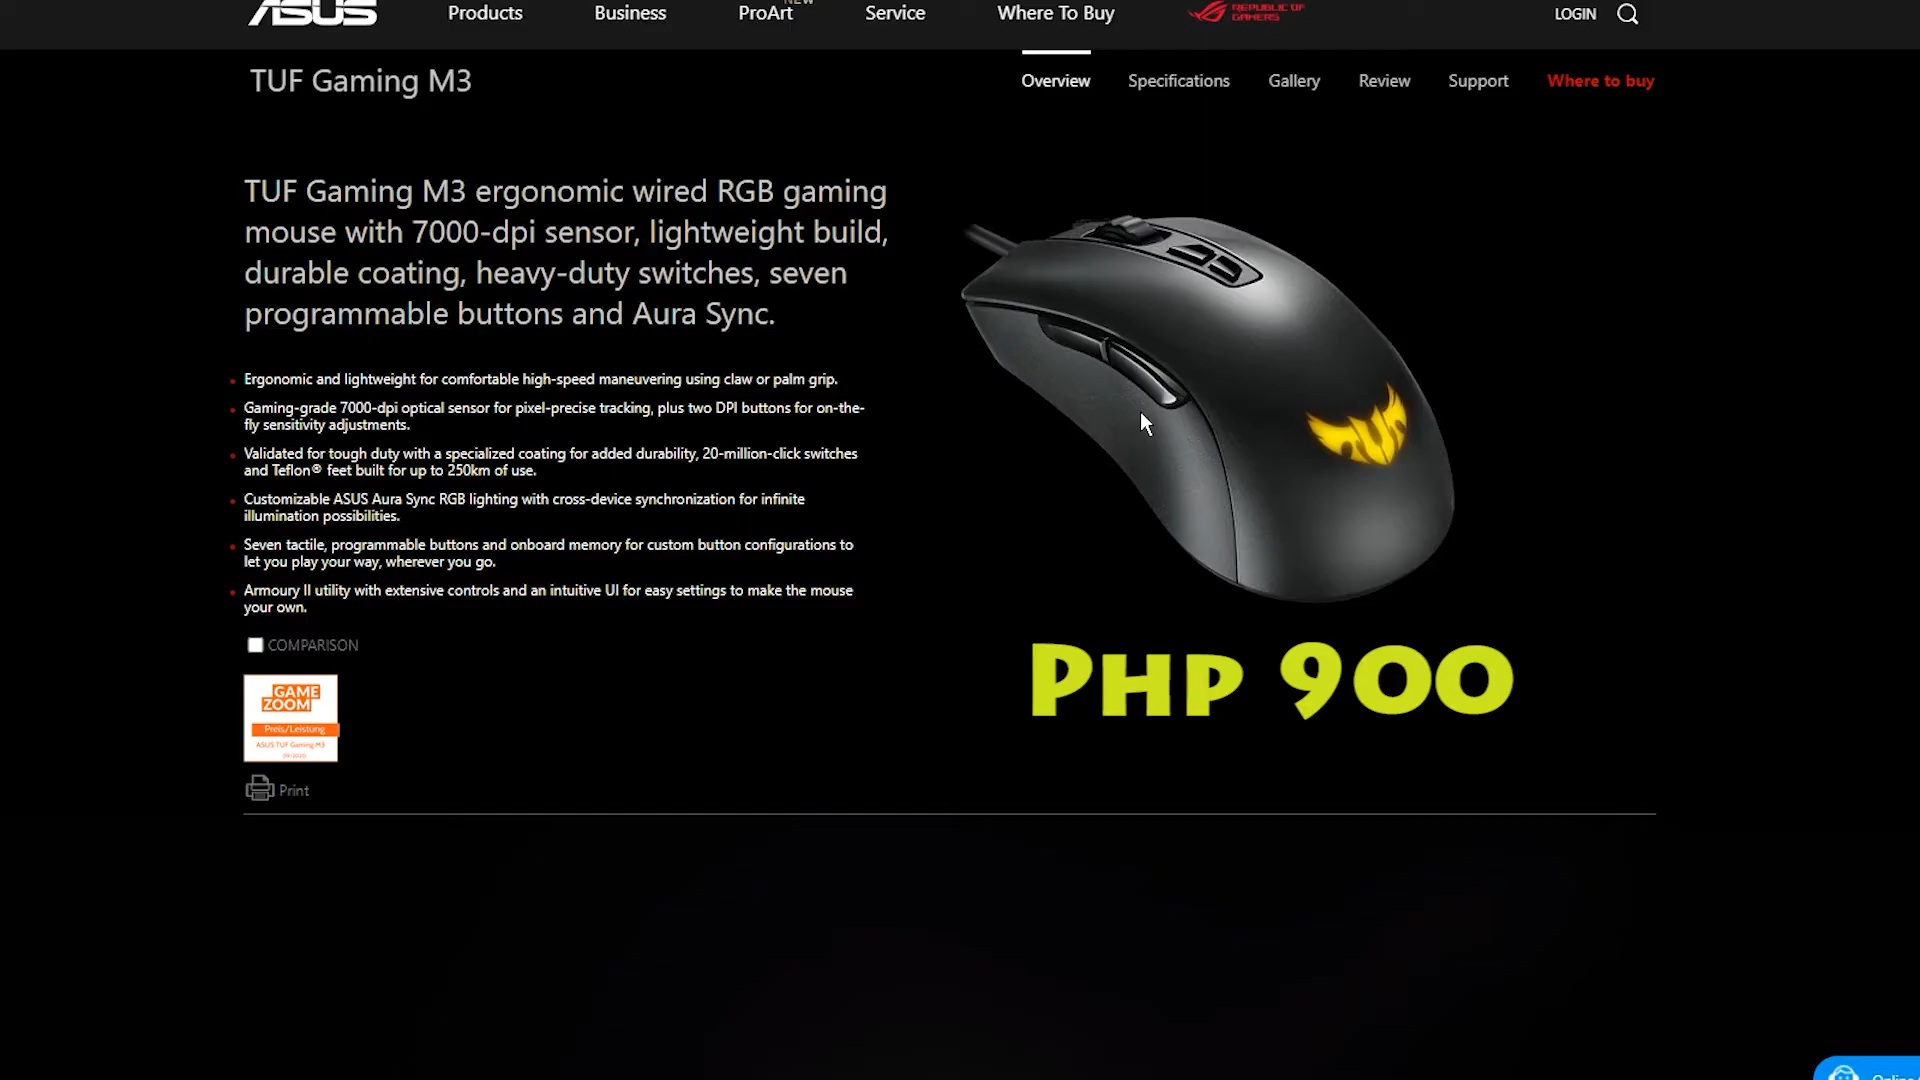 ASUS
Products
Business
ProArt
NEW
Service
Where To Buy
REPUBLIC OF
GAMERS
LOGIN
TUF Gaming M3
Overview
Specifications
Gallery
Review
Support
Where to buy
TUF Gaming M3 ergonomic wired RGB gaming
mouse with 7000-dpi sensor, lightweight build,
durable coating, heavy-duty switches, seven
programmable buttons and Aura Sync.
Ergonomic and lightweight for comfortable high-speed maneuvering using claw or palm grip.
Gaming-grade 7000-dpi optical sensor for pixel-precise tracking, plus two DPI buttons for on-the-
fly sensitivity adjustments.
Validated for tough duty with a specialized coating for added durability, 20-million-click switches
and Teflon® feet built for up to 250km of use.
Customizable ASUS Aura Sync RGB lighting with cross-device synchronization for infinite
illumination possibilities.
Seven tactile, programmable buttons and onboard memory for custom button configurations to
let you play your way, wherever you go.
Armoury II utility with extensive controls and an intuitive UI for easy settings to make the mouse
your own.
COMPARISON
GAME
ZOOM
Preis/Leistung
ASUS TUF Gaming M3
Print
TUF
PHP 900